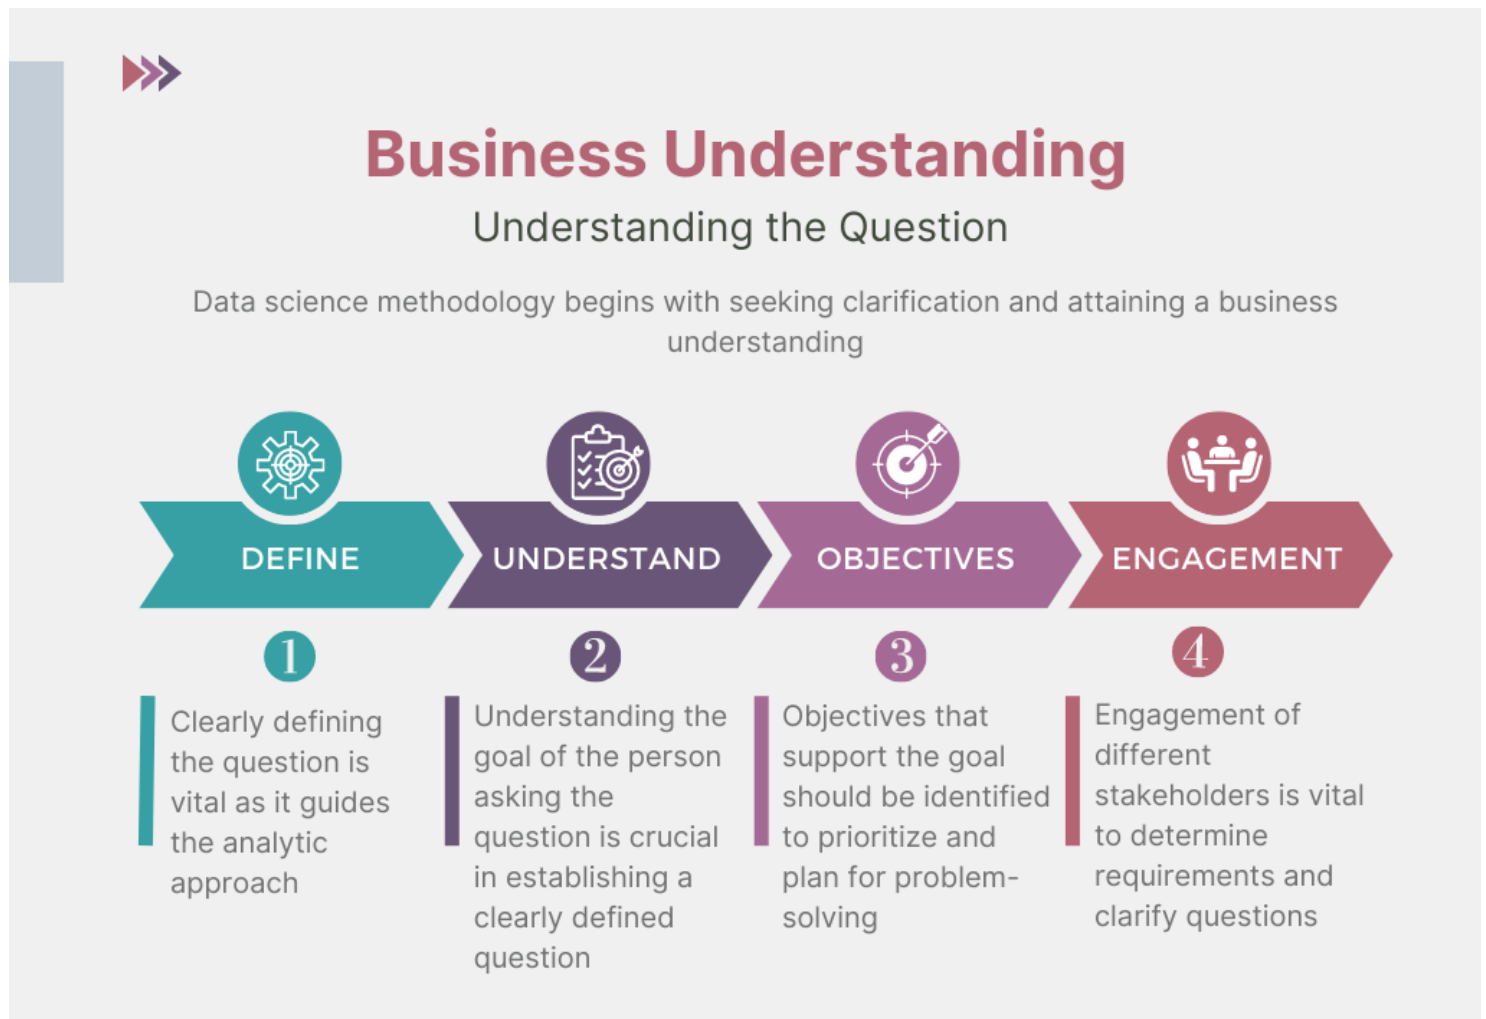 Business Understanding
Understanding the Question
Data science methodology begins with seeking clarification and attaining a business
understanding
DEFINE
UNDERSTAND
OBJECTIVES
ENGAGEMENT
1
Clearly defining
the question is
vital as it guides
the analytic
approach
2
Understanding the
goal of the person
asking the
question is crucial
in establishing a
clearly defined
question
3
Objectives that
support the goal
should be identified
to prioritize and
plan for problem-
solving
4
Engagement of
different
stakeholders is vital
to determine
requirements and
clarify questions